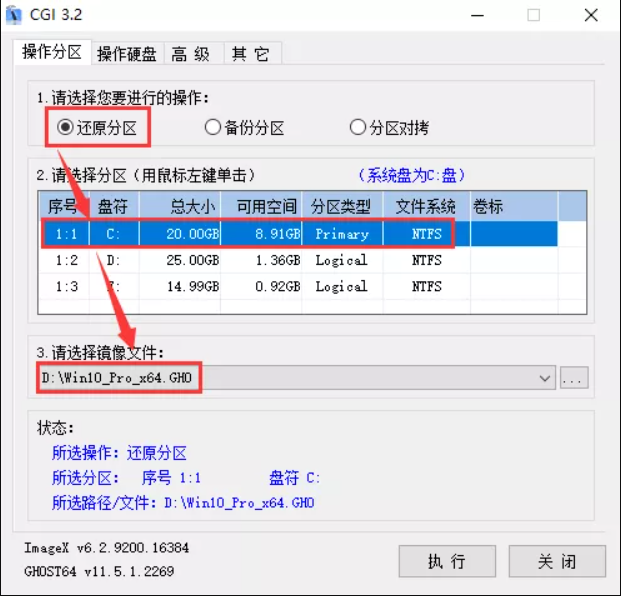 CGI 3.2
操作分区 操作硬盘 高 级 其 它
1.请选择您要进行的操作：
还原分区 备份分区 分区对拷
2.请选择分区（用鼠标左键单击） （系统盘为C:盘）
序号 盘符 总大小 可用空间 分区类型 文件系统 卷标
1:1 C: 20.00GB 8.91GB Primary NTFS
1:2 D: 25.00GB 1.36GB Logical NTFS
1:3 14.99GB 0.92GB Logical NTFS
3.请选择镜像文件：
D:\Win10_Pro_x64.GHO ...
状态：
所选操作：还原分区
所选分区： 序号 1:1 盘符 C:
所选路径/文件：D:\Win10_Pro_x64.GHO
ImageX v6.2.9200.16384
GHOST64 v11.5.1.2269
执 行 关 闭